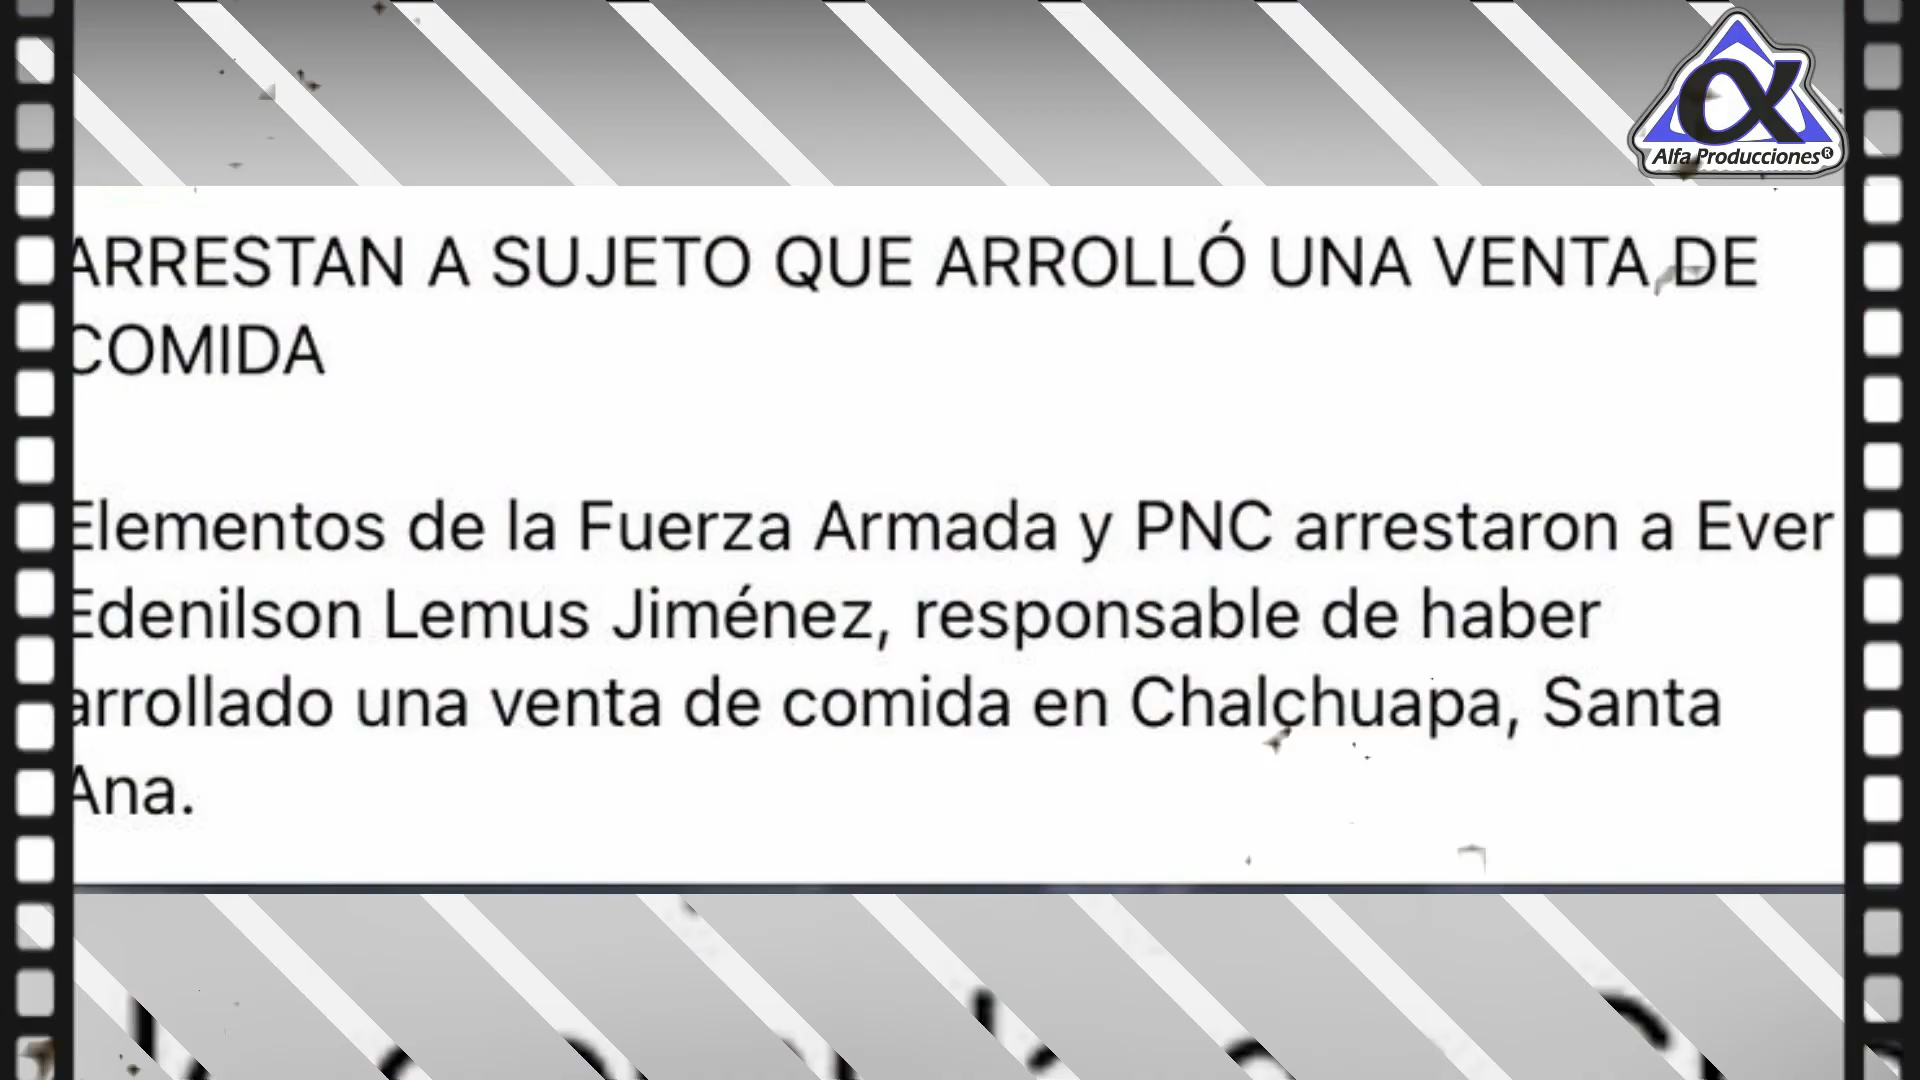 Alfa Producciones®
ARRESTAN A SUJETO QUE ARROLLÓ UNA VENTA DE
COMIDA
Elementos de la Fuerza Armada y PNC arrestaron a Ever
Edenilson Lemus Jiménez, responsable de haber
arrollado una venta de comida en Chalchuapa, Santa
Ana.